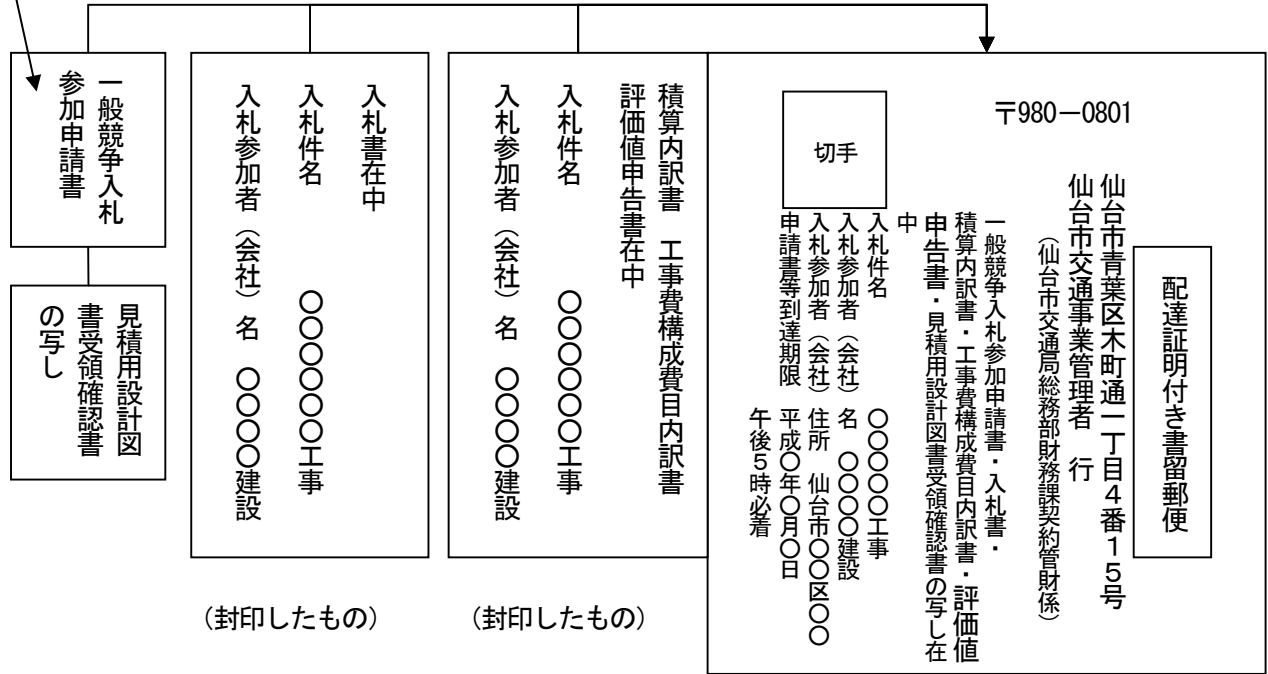 一般競争入札
参加申請書
見積用設計図
書受領確認書
の写し
入札書在中
入札件名　〇〇〇〇〇〇工事
入札参加者（会社）名　〇〇〇〇建設
（封印したもの）
積算内訳書　工事費構成費目内訳書
評価値申告書在中
入札件名　〇〇〇〇〇〇工事
入札参加者（会社）名　〇〇〇〇建設
（封印したもの）
〒980－0801
配達証明付き書留郵便
仙台市青葉区木町通一丁目４番１５号
仙台市交通事業管理者　行
（仙台市交通局総務部財務課契約管財係）
切手
一般競争入札参加申請書・入札書・
積算内訳書・工事費構成費目内訳書・評価値
申告書・見積用設計図書受領確認書の写し在
中
入札件名　〇〇〇〇〇工事
入札参加者（会社）名　〇〇〇〇建設
入札参加者（会社）住所　仙台市〇〇区〇〇
申請書等到達期限　平成〇年〇月〇日
午後５時必着